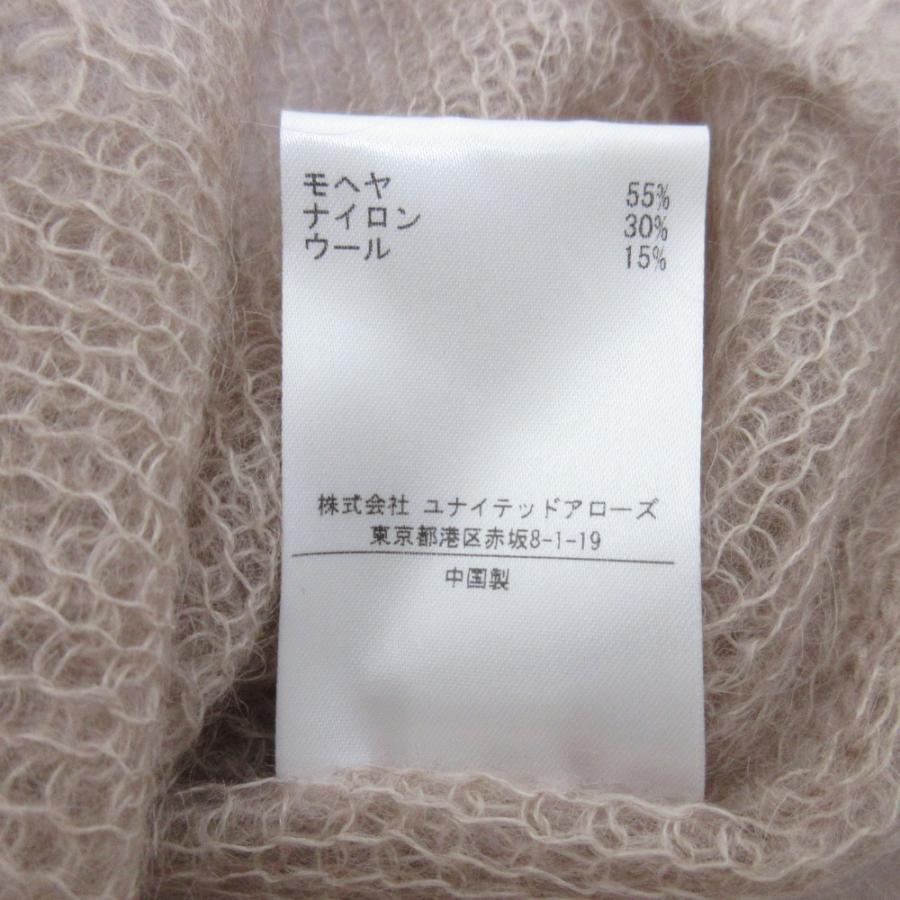 モヘヤ 55%
ナイロン 30%
ウール 15%
株式会社 ユナイテッドアローズ
東京都港区赤坂8-1-19
中国製